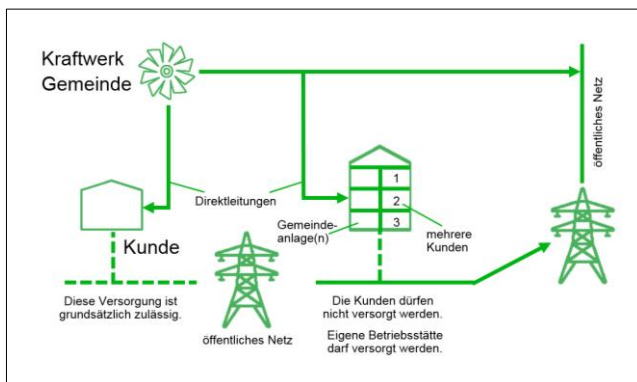 Kraftwerk
Gemeinde
öffentliches Netz
1
2
3
Direktleitungen
Gemeinde-
anlage(n)
mehrere
Kunden
Kunde
Diese Versorgung ist
grundsätzlich zulässig.
öffentliches Netz
Die Kunden dürfen
nicht versorgt werden.
Eigene Betriebsstätte
darf versorgt werden.